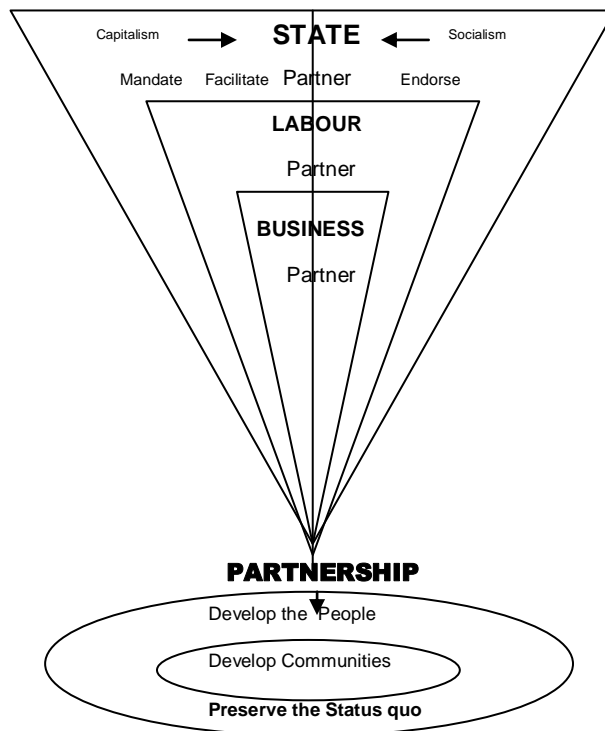 Capitalism STATE Socialism
Mandate Facilitate Partner Endorse
LABOUR
Partner
BUSINESS
Partner
PARTNERSHIP
Develop the People
Develop Communities
Preserve the Status quo